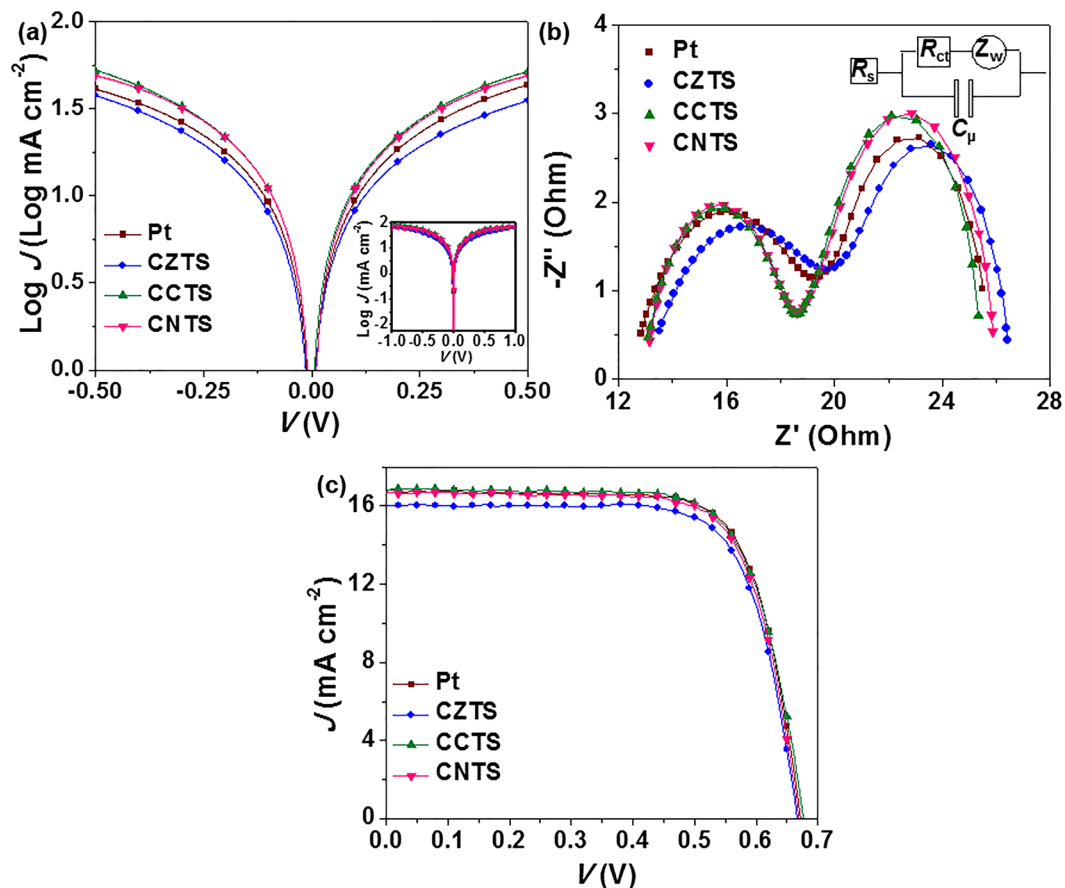 (a)
2.0
1.5
1.0
0.5
0.0
Log J (Log mA cm-2)
-0.50
-0.25
0.00
0.25
0.50
V (V)
Pt
CZTS
CCTS
CNTS
Log J (mA cm-2)
2
1
0
-1
-2
-1.0
-0.5
0.0
0.5
1.0
V (V)
(b)
4
3
2
1
0
-Z'' (Ohm)
12
16
20
24
28
Z' (Ohm)
Pt
CZTS
CCTS
CNTS
Rs
Rct
Zw
Cμ
(c)
16
12
8
4
0
J (mA cm-2)
0.0
0.1
0.2
0.3
0.4
0.5
0.6
0.7
V (V)
Pt
CZTS
CCTS
CNTS